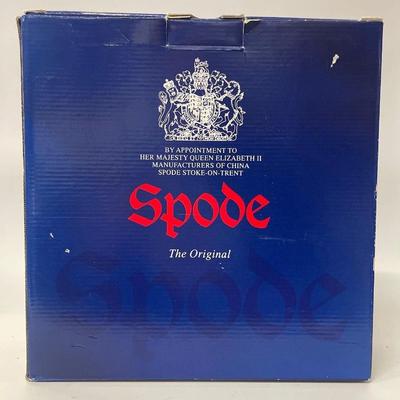 BY APPOINTMENT TO
HER MAJESTY QUEEN ELIZABETH II
MANUFACTURERS OF CHINA
SPODE STOKE-ON-TRENT
Spode
The Original
Spode